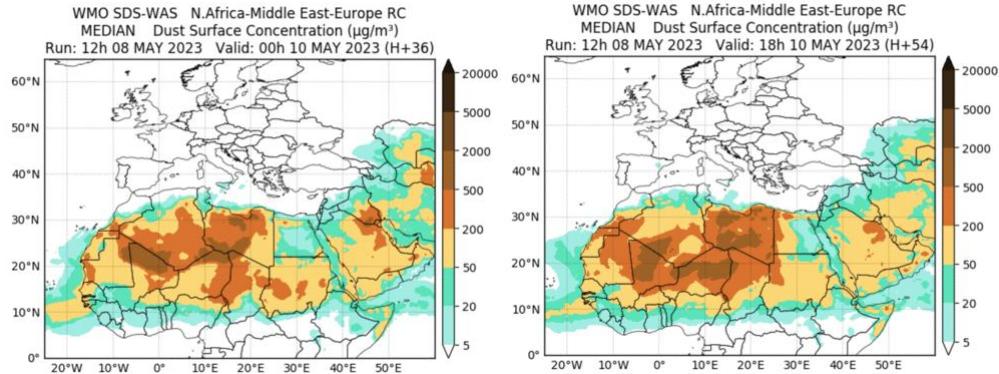 WMO SDS-WAS   N.Africa-Middle East-Europe RC
MEDIAN    Dust Surface Concentration (µg/m³)
Run: 12h 08 MAY 2023   Valid: 00h 10 MAY 2023 (H+36)
60°N
50°N
40°N
30°N
20°N
10°N
0°
20°W 10°W 0° 10°E 20°E 30°E 40°E 50°E
20000
5000
2000
500
200
50
20
5
WMO SDS-WAS   N.Africa-Middle East-Europe RC
MEDIAN    Dust Surface Concentration (µg/m³)
Run: 12h 08 MAY 2023   Valid: 18h 10 MAY 2023 (H+54)
60°N
50°N
40°N
30°N
20°N
10°N
0°
20°W 10°W 0° 10°E 20°E 30°E 40°E 50°E
20000
5000
2000
500
200
50
20
5